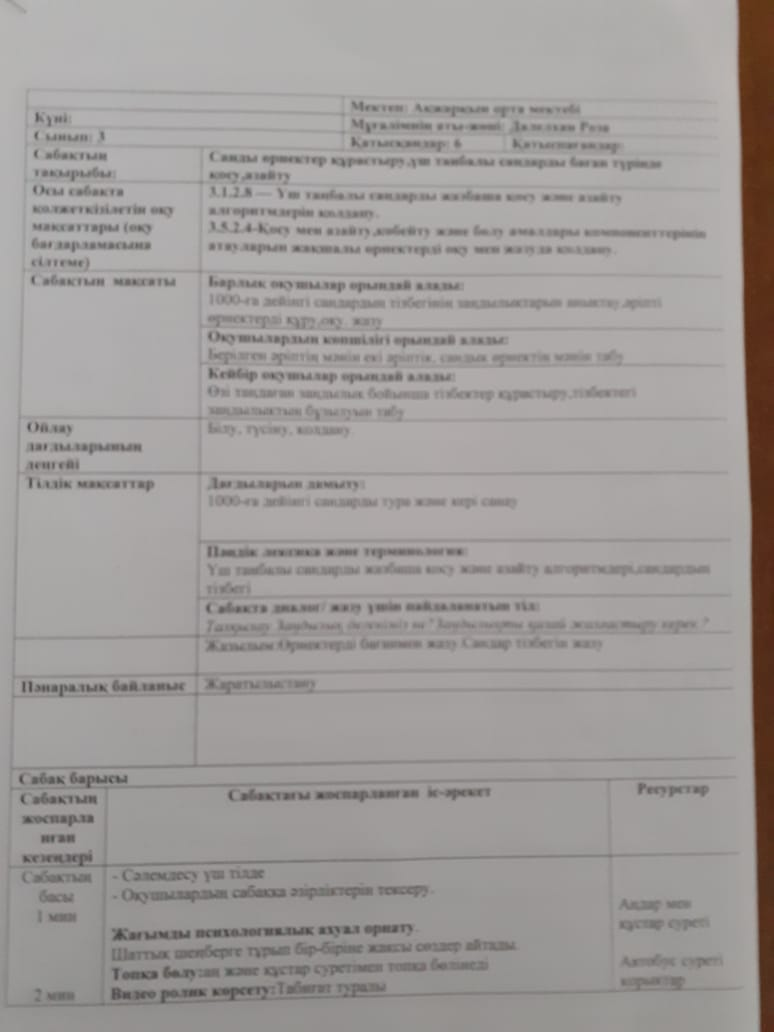 Мектеп: Ақжарқын орта мектебі
Күні:
Мұғалімнің аты-жөні: Далелхан Роза
Сынып: 3
Қатысқандар: 6 Қатыспағандар:
Сабақтың тақырыбы:
Санды өрнектер құрастыру,үш таңбалы сандарды баған түрінде
қосу,азайту
Осы сабақта
қолжеткізілетін оқу
мақсаттары (оқу
бағдарламасына
сілтеме)
3.1.2.8 — Үш таңбалы сандарды жазбаша қосу және азайту
алгоритмдерін қолдану.
3.5.2.4-Қосу мен азайту,көбейту және бөлу амалдары компоненттерінің
атауларын жақшалы өрнектерді оқу мен жазуда қолдану.
Сабақтың мақсаты
Барлық оқушылар орындай алады:
1000-ға дейінгі сандардың тізбегінің заңдылықтарын анықтау,әріпті
өрнектерді құру,оқу, жазу
Оқушылардың көпшілігі орындай алады:
Берілген әріптің мәнін екі әріптік, сандық өрнектің мәнін табу
Кейбір оқушылар орындай алады:
Өзі таңдаған заңдылық бойынша тізбектер құрастыру,тізбектегі
заңдылықтың бұзылуын табу
Ойлау
дағдыларының
деңгейі
Білу, түсіну, қолдану.
Тілдік мақсаттар
Дағдыларын дамыту:
1000-ға дейінгі сандарды тура және кері санау
Пәндік лексика және терминология:
Үш таңбалы сандарды жазбаша қосу және азайту алгоритмдері,сандардың
тізбегі
Сабақта диалог/ жазу үшін пайдаланатын тіл:
Талқылау Заңдылық дегеніміз не? Заңдылықты қалай жалғастыру керек?
Жазылым:Өрнектерді бағанмен жазу.Сандар тізбегін жазу
Пәнаралық байланыс
Жаратылыстану
Сабақ барысы
Сабақтың
жоспарла
нған
кезеңдері
Сабақтағы жоспарланған іс-әрекет
Ресурстар
Сабақтың
басы
1 мин
- Сәлемдесу үш тілде
- Оқушылардың сабаққа әзірліктерін тексеру.
Жағымды психологиялық ахуал орнату.
Шаттық шеңберге тұрып бір-біріне жақсы сөздер айтады.
Топқа бөлу:аң және құстар суретімен топқа бөлінеді
2 мин
Видео ролик көрсету:Табиғат туралы
Аңдар мен
құстар суреті
Автобус суреті
қорықтар